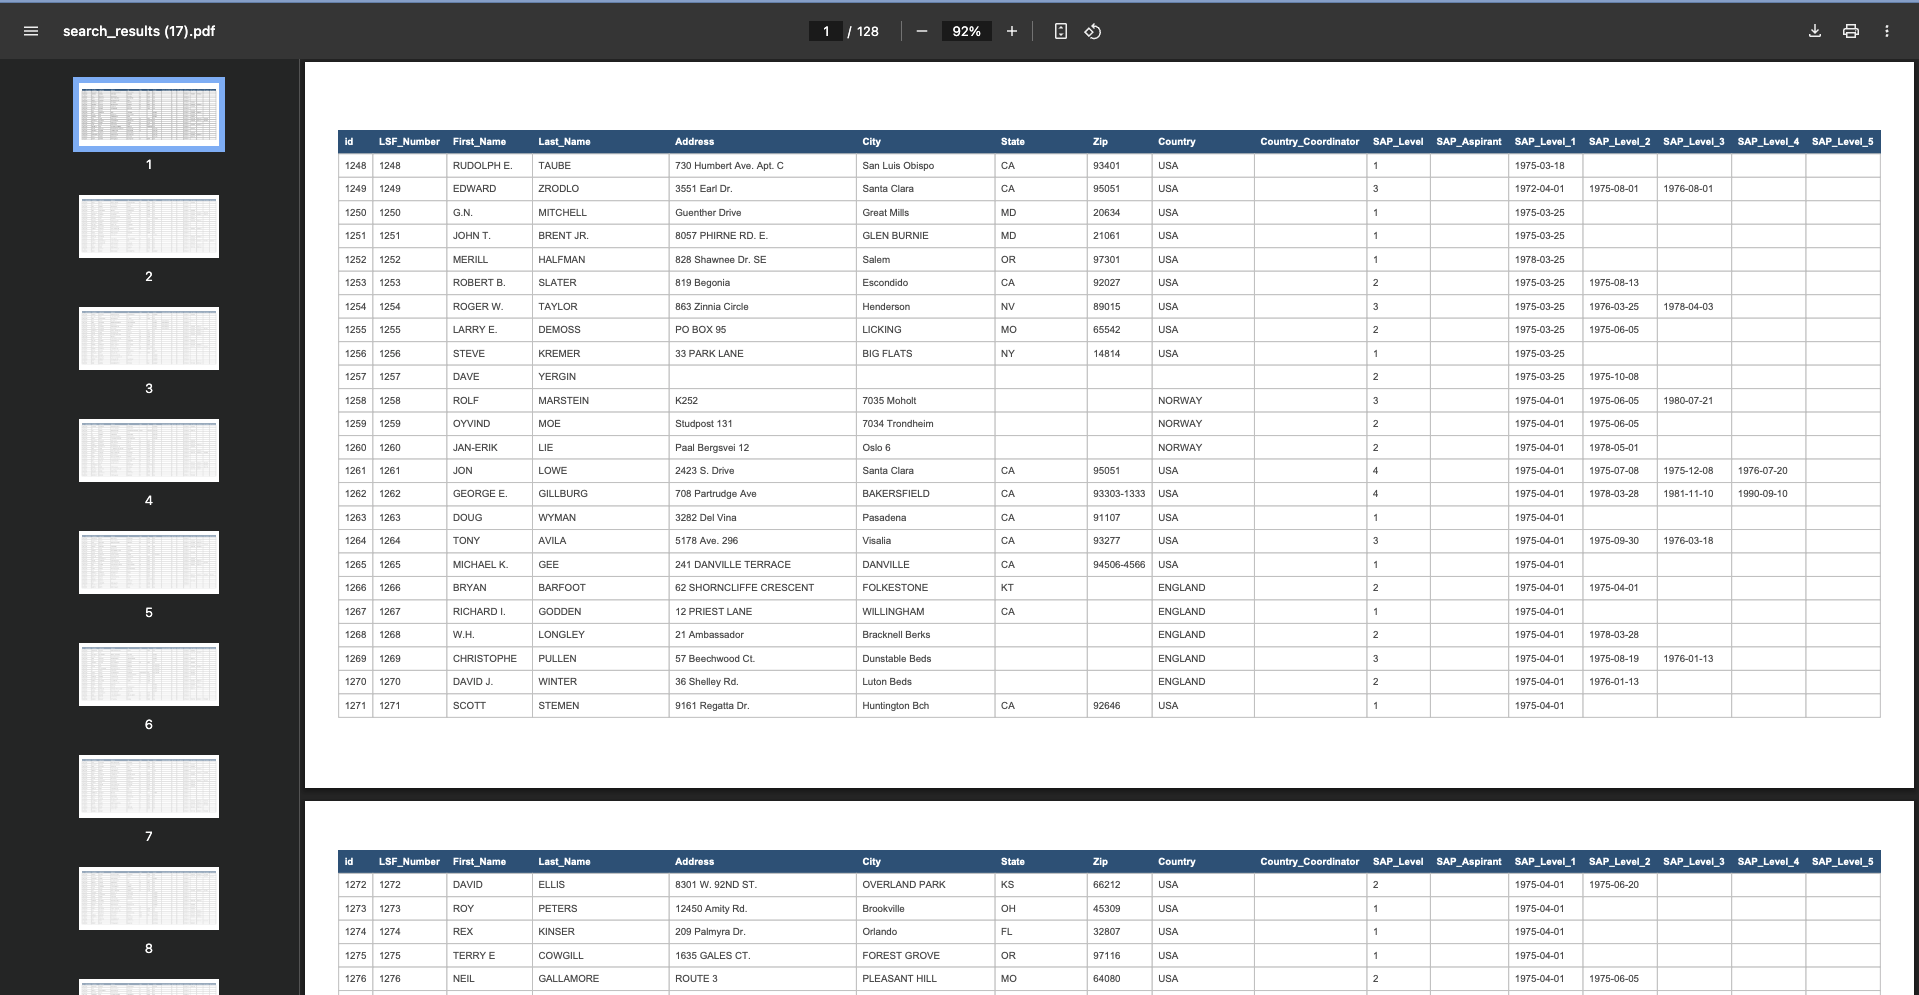 search_results (17).pdf
1 / 128
92%
1
2
3
4
5
6
7
8
id LSF_Number First_Name Last_Name Address City State Zip Country Country_Coordinator SAP_Level SAP_Aspirant SAP_Level_1 SAP_Level_2 SAP_Level_3 SAP_Level_4 SAP_Level_5
1248 1248 RUDOLPH E. TAUBE 730 Humbert Ave. Apt. C San Luis Obispo CA 93401 USA 1 1975-03-18
1249 1249 EDWARD ZRODLO 3551 Earl Dr. Santa Clara CA 95051 USA 3 1972-04-01 1975-08-01 1976-08-01
1250 1250 G.N. MITCHELL Guenther Drive Great Mills MD 20634 USA 1 1975-03-25
1251 1251 JOHN T. BRENT JR. 8057 PHIRNE RD. E. GLEN BURNIE MD 21061 USA 1 1975-03-25
1252 1252 MERILL HALFMAN 828 Shawnee Dr. SE Salem OR 97301 USA 1 1978-03-25
1253 1253 ROBERT B. SLATER 819 Begonia Escondido CA 92027 USA 2 1975-03-25 1975-08-13
1254 1254 ROGER W. TAYLOR 863 Zinnia Circle Henderson NV 89015 USA 3 1975-03-25 1976-03-25 1978-04-03
1255 1255 LARRY E. DEMOSS PO BOX 95 LICKING MO 65542 USA 2 1975-03-25 1975-06-05
1256 1256 STEVE KREMER 33 PARK LANE BIG FLATS NY 14814 USA 1 1975-03-25
1257 1257 DAVE YERGIN 2 1975-03-25 1975-10-08
1258 1258 ROLF MARSTEIN K252 7035 Moholt NORWAY 3 1975-04-01 1975-06-05 1980-07-21
1259 1259 OYVIND MOE Studpost 131 7034 Trondheim NORWAY 2 1975-04-01 1975-06-05
1260 1260 JAN-ERIK LIE Paal Bergsvei 12 Oslo 6 NORWAY 2 1975-04-01 1978-05-01
1261 1261 JON LOWE 2423 S. Drive Santa Clara CA 95051 USA 4 1975-04-01 1975-07-08 1975-12-08 1976-07-20
1262 1262 GEORGE E. GILLBURG 708 Partrudge Ave BAKERSFIELD CA 93303-1333 USA 4 1975-04-01 1978-03-28 1981-11-10 1990-09-10
1263 1263 DOUG WYMAN 3282 Del Vina Pasadena CA 91107 USA 1 1975-04-01
1264 1264 TONY AVILA 5178 Ave. 296 Visalia CA 93277 USA 3 1975-04-01 1975-09-30 1976-03-18
1265 1265 MICHAEL K. GEE 241 DANVILLE TERRACE DANVILLE CA 94506-4566 USA 1 1975-04-01
1266 1266 BRYAN BARFOOT 62 SHORNCLIFFE CRESCENT FOLKESTONE KT ENGLAND 2 1975-04-01 1975-04-01
1267 1267 RICHARD I. GODDEN 12 PRIEST LANE WILLINGHAM CA ENGLAND 1 1975-04-01
1268 1268 W.H. LONGLEY 21 Ambassador Bracknell Berks ENGLAND 2 1975-04-01 1978-03-28
1269 1269 CHRISTOPHE PULLEN 57 Beechwood Ct. Dunstable Beds ENGLAND 3 1975-04-01 1975-08-19 1976-01-13
1270 1270 DAVID J. WINTER 36 Shelley Rd. Luton Beds ENGLAND 2 1975-04-01 1976-01-13
1271 1271 SCOTT STEMEN 9161 Regatta Dr. Huntington Bch CA 92646 USA 1 1975-04-01
id LSF_Number First_Name Last_Name Address City State Zip Country Country_Coordinator SAP_Level SAP_Aspirant SAP_Level_1 SAP_Level_2 SAP_Level_3 SAP_Level_4 SAP_Level_5
1272 1272 DAVID ELLIS 8301 W. 92ND ST. OVERLAND PARK KS 66212 USA 2 1975-04-01 1975-06-20
1273 1273 ROY PETERS 12450 Amity Rd. Brookville OH 45309 USA 1 1975-04-01
1274 1274 REX KINSER 209 Palmyra Dr. Orlando FL 32807 USA 1 1975-04-01
1275 1275 TERRY E COWGILL 1635 GALES CT. FOREST GROVE OR 97116 USA 1 1975-04-01
1276 1276 NEIL GALLAMORE ROUTE 3 PLEASANT HILL MO 64080 USA 2 1975-04-01 1975-06-05